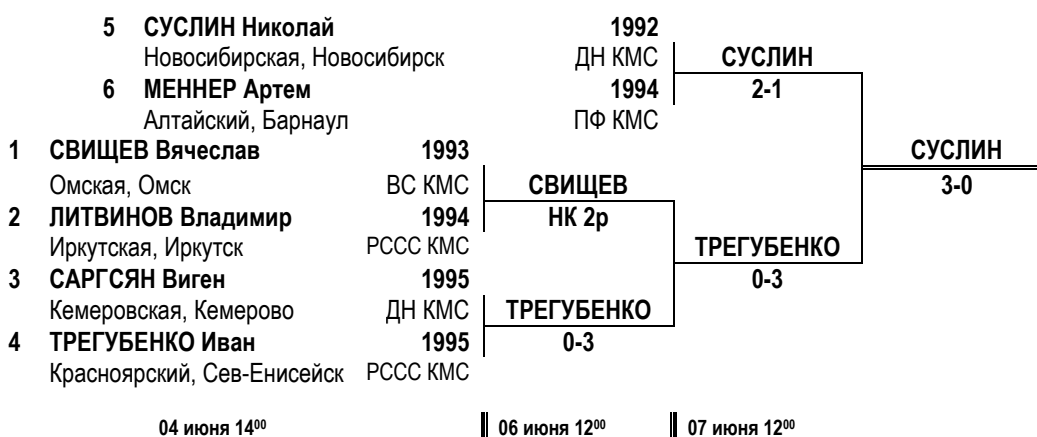 5 СУСЛИН Николай 1992
Новосибирская, Новосибирск ДН КМС СУСЛИН
6 МЕННЕР Артем 1994 2-1
Алтайский, Барнаул ПФ КМС
1 СВИЩЕВ Вячеслав 1993 СУСЛИН
Омская, Омск ВС КМС СВИЩЕВ 3-0
2 ЛИТВИНОВ Владимир 1994 НК 2р
Иркутская, Иркутск РССС КМС ТРЕГУБЕНКО
3 САРГСЯН Виген 1995 0-3
Кемеровская, Кемерово ДН КМС ТРЕГУБЕНКО
4 ТРЕГУБЕНКО Иван 1995 0-3
Красноярский, Сев-Енисейск РССС КМС
04 июня 14⁰⁰ 06 июня 12⁰⁰ 07 июня 12⁰⁰